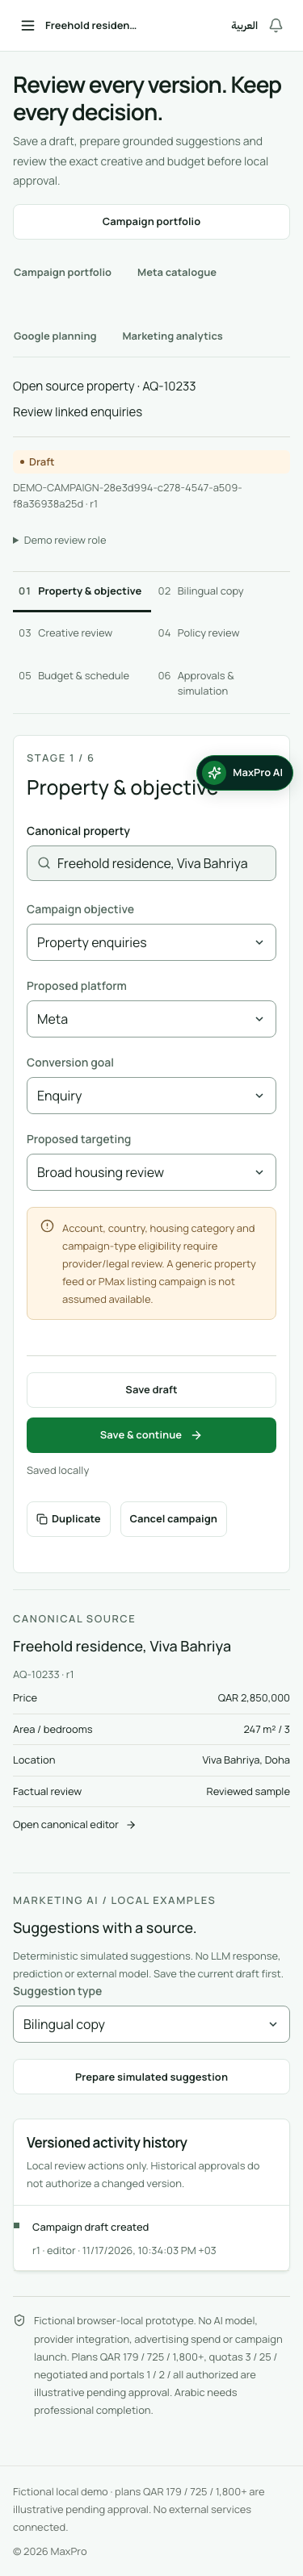 Freehold residen...
العربية
Review every version. Keep
every decision.
Save a draft, prepare grounded suggestions and
review the exact creative and budget before local
approval.
Campaign portfolio
Campaign portfolio
Meta catalogue
Google planning
Marketing analytics
Open source property · AQ-10233
Review linked enquiries
Draft
DEMO-CAMPAIGN-28e3d994-c278-4547-a509-
f8a36938a25d · r1
Demo review role
01 Property & objective
02 Bilingual copy
03 Creative review
04 Policy review
05 Budget & schedule
06 Approvals &
simulation
STAGE 1 / 6
MaxPro AI
Property & objective
Canonical property
Freehold residence, Viva Bahriya
Campaign objective
Property enquiries
Proposed platform
Meta
Conversion goal
Enquiry
Proposed targeting
Broad housing review
Account, country, housing category and
campaign-type eligibility require
provider/legal review. A generic property
feed or PMax listing campaign is not
assumed available.
Save draft
Save & continue
Saved locally
Duplicate
Cancel campaign
CANONICAL SOURCE
Freehold residence, Viva Bahriya
AQ-10233 · r1
Price QAR 2,850,000
Area / bedrooms 247 m² / 3
Location Viva Bahriya, Doha
Factual review Reviewed sample
Open canonical editor
MARKETING AI / LOCAL EXAMPLES
Suggestions with a source.
Deterministic simulated suggestions. No LLM response,
prediction or external model. Save the current draft first.
Suggestion type
Bilingual copy
Prepare simulated suggestion
Versioned activity history
Local review actions only. Historical approvals do
not authorize a changed version.
Campaign draft created
r1 · editor · 11/17/2026, 10:34:03 PM +03
Fictional browser-local prototype. No AI model,
provider integration, advertising spend or campaign
launch. Plans QAR 179 / 725 / 1,800+, quotas 3 / 25 /
negotiated and portals 1 / 2 / all authorized are
illustrative pending approval. Arabic needs
professional completion.
Fictional local demo · plans QAR 179 / 725 / 1,800+ are
illustrative pending approval. No external services
connected.
© 2026 MaxPro